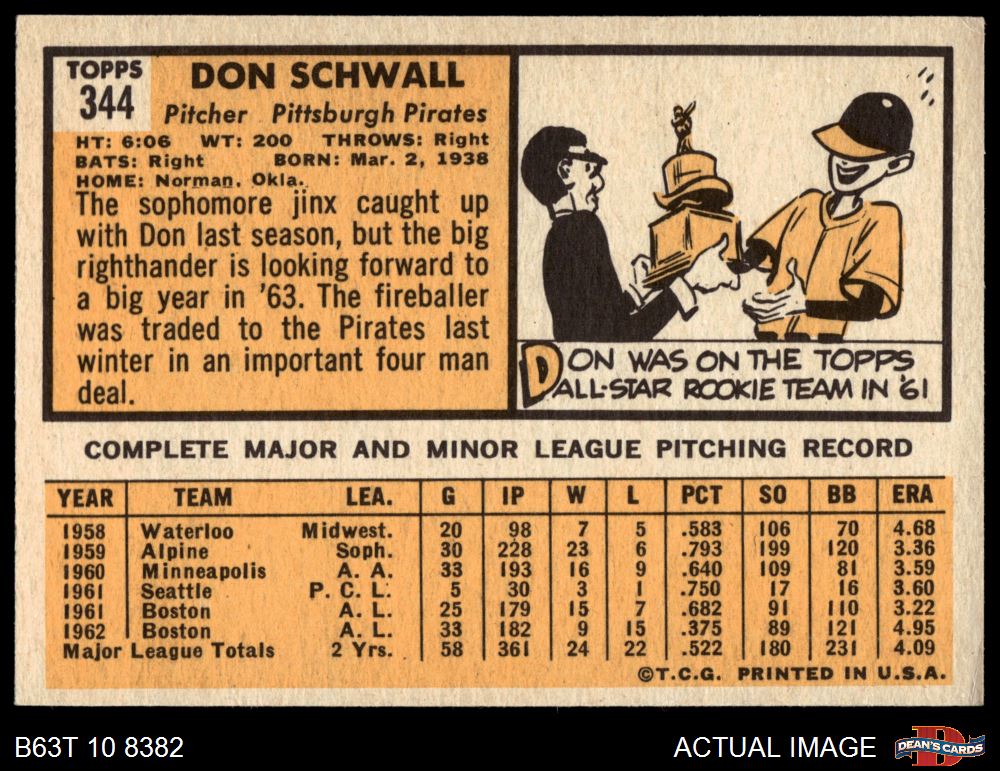 TOPPS
344
DON SCHWALL
Pitcher Pittsburgh Pirates
HT: 6:06 WT: 200 THROWS: Right
BATS: Right BORN: Mar. 2, 1938
HOME: Norman, Okla.
The sophomore jinx caught up
with Don last season, but the big
righthander is looking forward to
a big year in '63. The fireballer
was traded to the Pirates last
winter in an important four man
deal.
DON WAS ON THE TOPPS
ALL-STAR ROOKIE TEAM IN '61
COMPLETE MAJOR AND MINOR LEAGUE PITCHING RECORD
YEAR TEAM LEA. G IP W L PCT SO BB ERA
1958 Waterloo Midwest. 20 98 7 5 .583 106 70 4.68
1959 Alpine Soph. 30 228 23 6 .793 199 120 3.36
1960 Minneapolis A. A. 33 193 16 9 .640 109 81 3.59
1961 Seattle P. C. L. 5 30 3 1 .750 17 16 3.60
1961 Boston A. L. 25 179 15 7 .682 91 110 3.22
1962 Boston A. L. 33 182 9 15 .375 89 121 4.95
Major League Totals 2 Yrs. 58 361 24 22 .522 180 231 4.09
©T.C.G. PRINTED IN U.S.A.
B63T 10 8382
ACTUAL IMAGE
D
DEAN'S CARDS